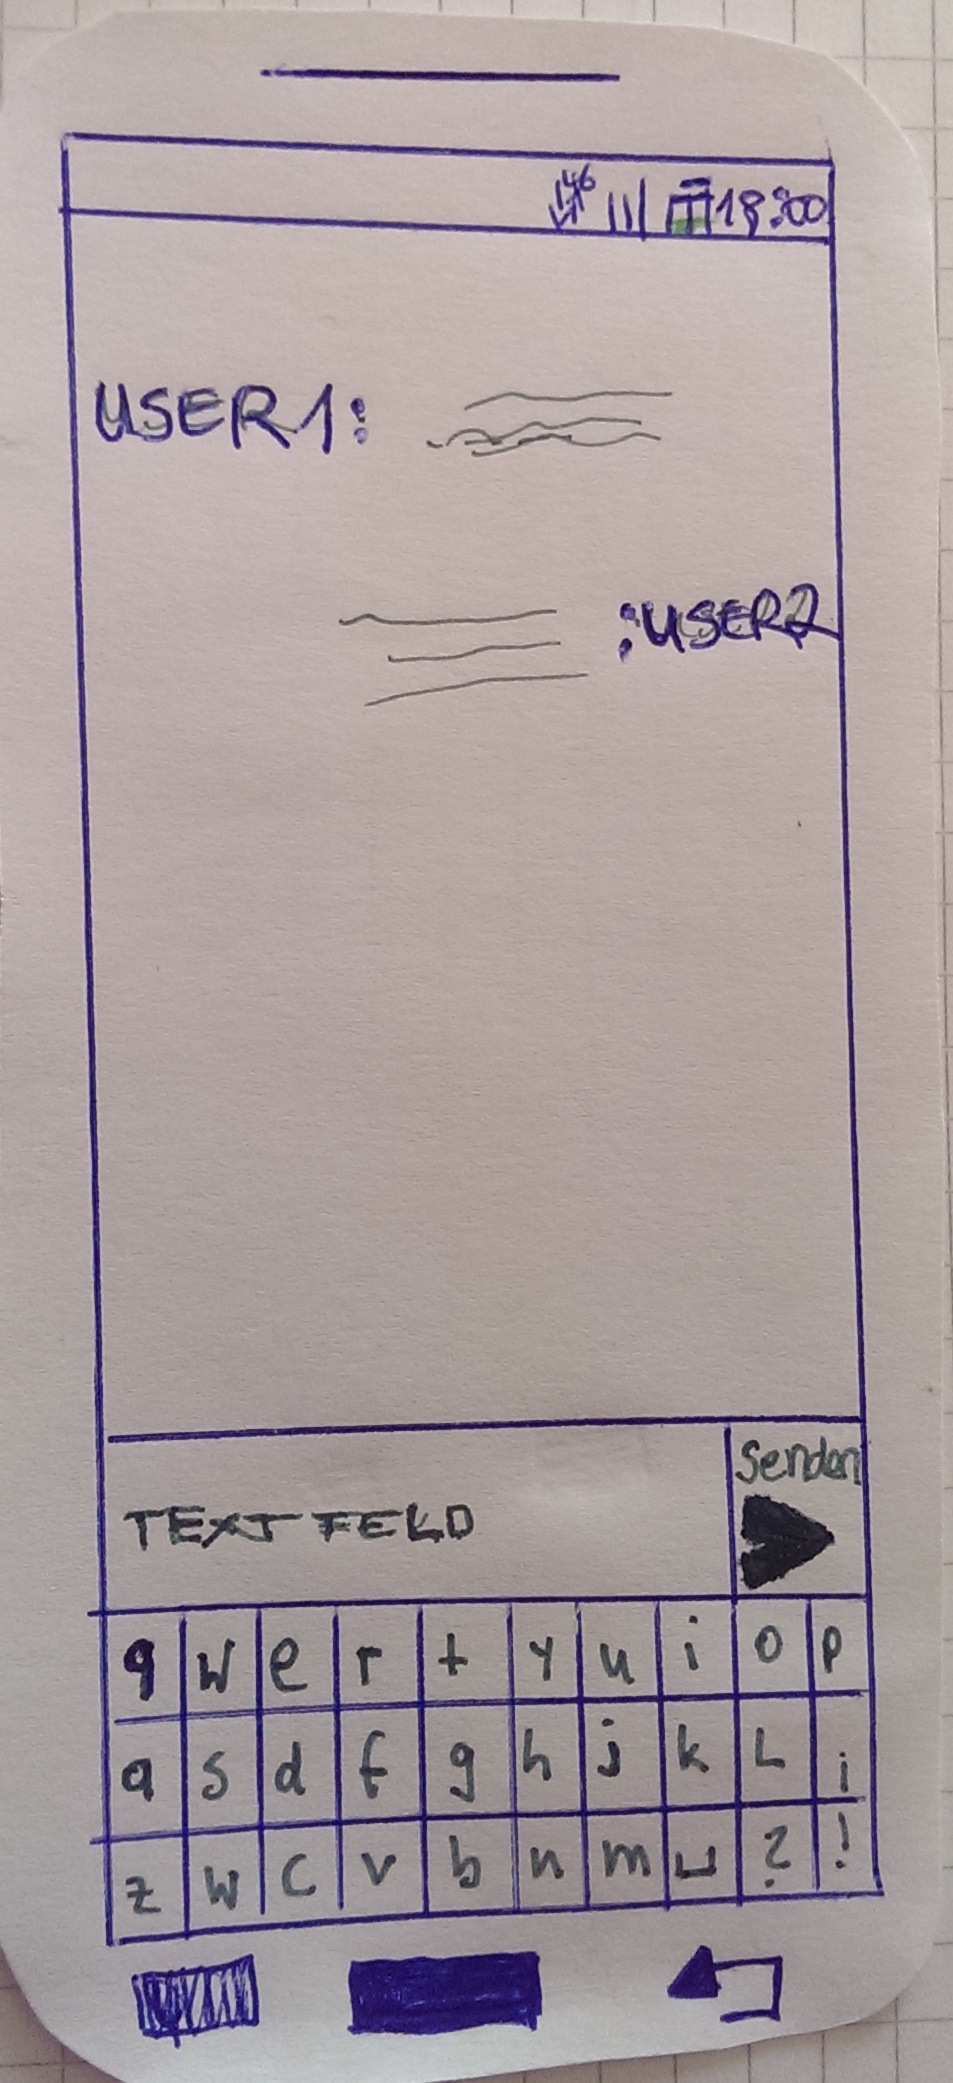 4G 18:00
USER1:
:USER2
Senden
TEXT FELD
q w e r t y u i o p
a s d f g h j k L ;
z w c v b n m ? !